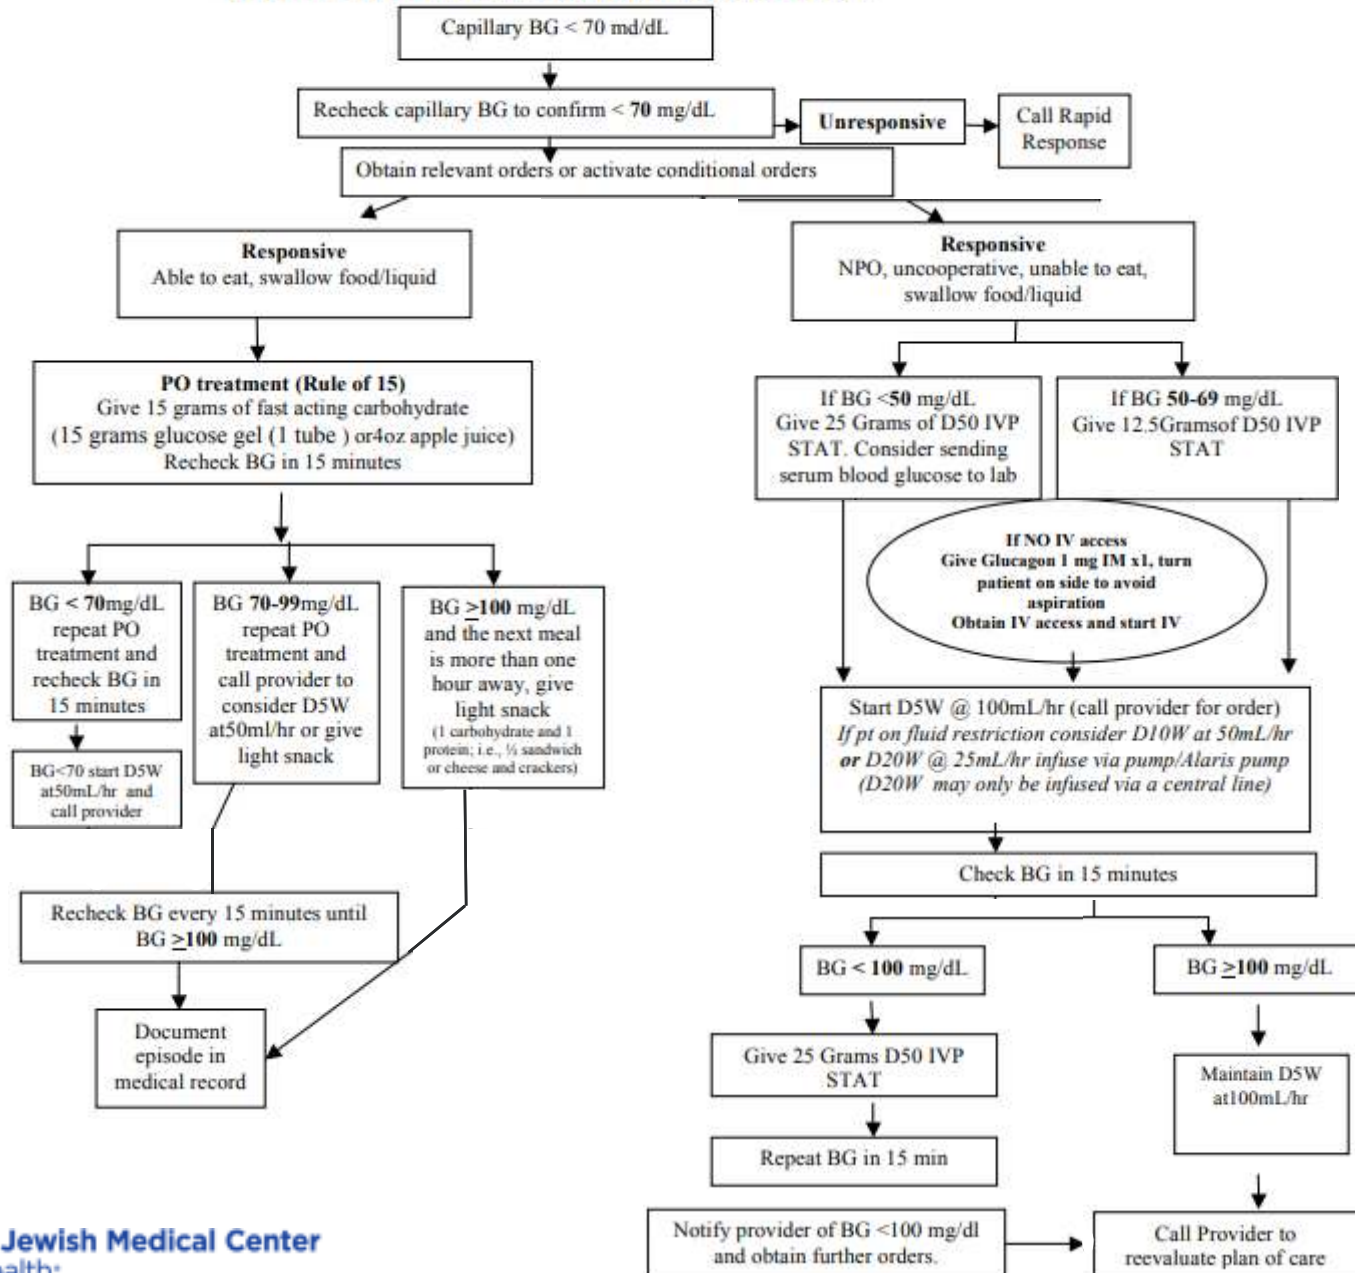 Capillary BG < 70 md/dL
Recheck capillary BG to confirm < 70 mg/dL
Unresponsive
Call Rapid
Response
Obtain relevant orders or activate conditional orders
Responsive
Able to eat, swallow food/liquid
Responsive
NPO, uncooperative, unable to eat,
swallow food/liquid
PO treatment (Rule of 15)
Give 15 grams of fast acting carbohydrate
(15 grams glucose gel (1 tube ) or4oz apple juice)
Recheck BG in 15 minutes
If BG <50 mg/dL
Give 25 Grams of D50 IVP
STAT. Consider sending
serum blood glucose to lab
If BG 50-69 mg/dL
Give 12.5Gramsof D50 IVP
STAT
If NO IV access
Give Glucagon 1 mg IM x1, turn
patient on side to avoid
aspiration
Obtain IV access and start IV
BG < 70mg/dL
repeat PO
treatment and
recheck BG in
15 minutes
BG 70-99mg/dL
repeat PO
treatment and
call provider to
consider D5W
at50ml/hr or give
light snack
BG ≥100 mg/dL
and the next meal
is more than one
hour away, give
light snack
(1 carbohydrate and 1
protein; i.e., ½ sandwich
or cheese and crackers)
BG<70 start D5W
at50mL/hr and
call provider
Start D5W @ 100mL/hr (call provider for order)
If pt on fluid restriction consider D10W at 50mL/hr
or D20W @ 25mL/hr infuse via pump/Alaris pump
(D20W may only be infused via a central line)
Check BG in 15 minutes
Recheck BG every 15 minutes until
BG ≥100 mg/dL
BG < 100 mg/dL
BG ≥100 mg/dL
Document
episode in
medical record
Give 25 Grams D50 IVP
STAT
Maintain D5W
at100mL/hr
Repeat BG in 15 min
Notify provider of BG <100 mg/dl
and obtain further orders.
Call Provider to
reevaluate plan of care
Jewish Medical Center